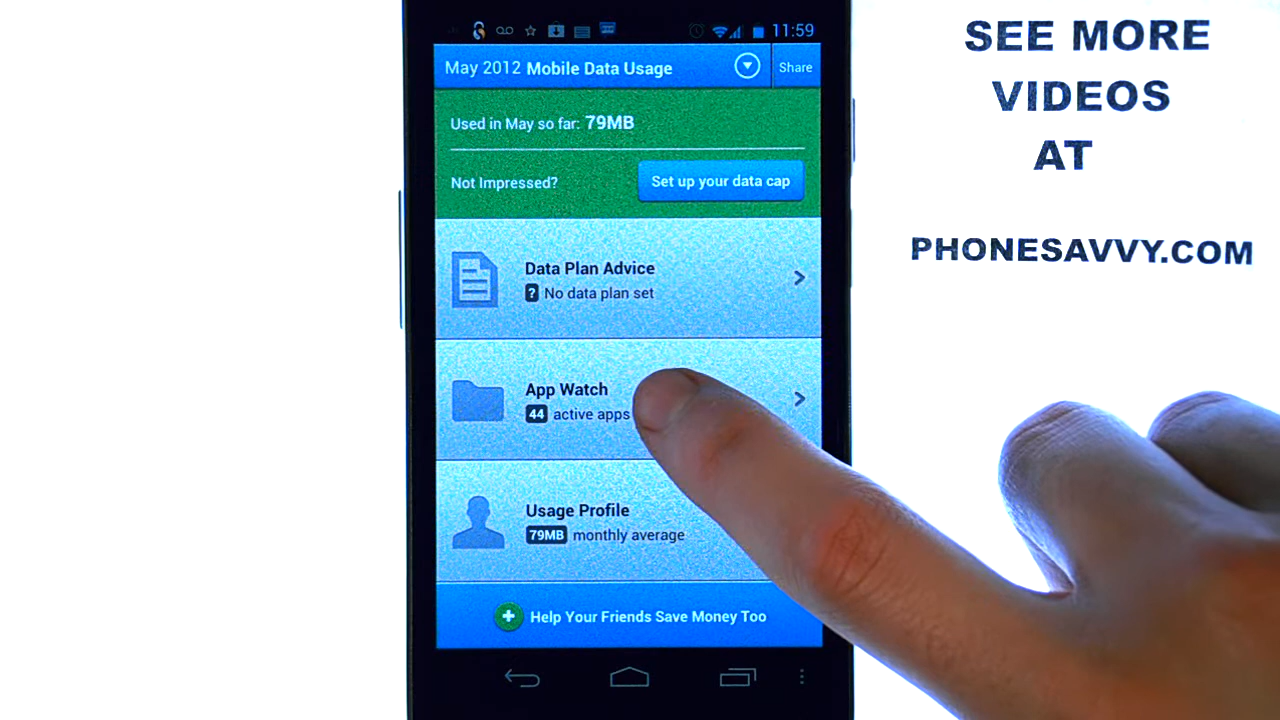 11:59
May 2012 Mobile Data Usage
Share
Used in May so far: 79MB
Not Impressed?
Set up your data cap
Data Plan Advice
? No data plan set
App Watch
44 active apps
Usage Profile
79MB monthly average
+ Help Your Friends Save Money Too
SEE MORE
VIDEOS
AT
PHONESAVVY.COM